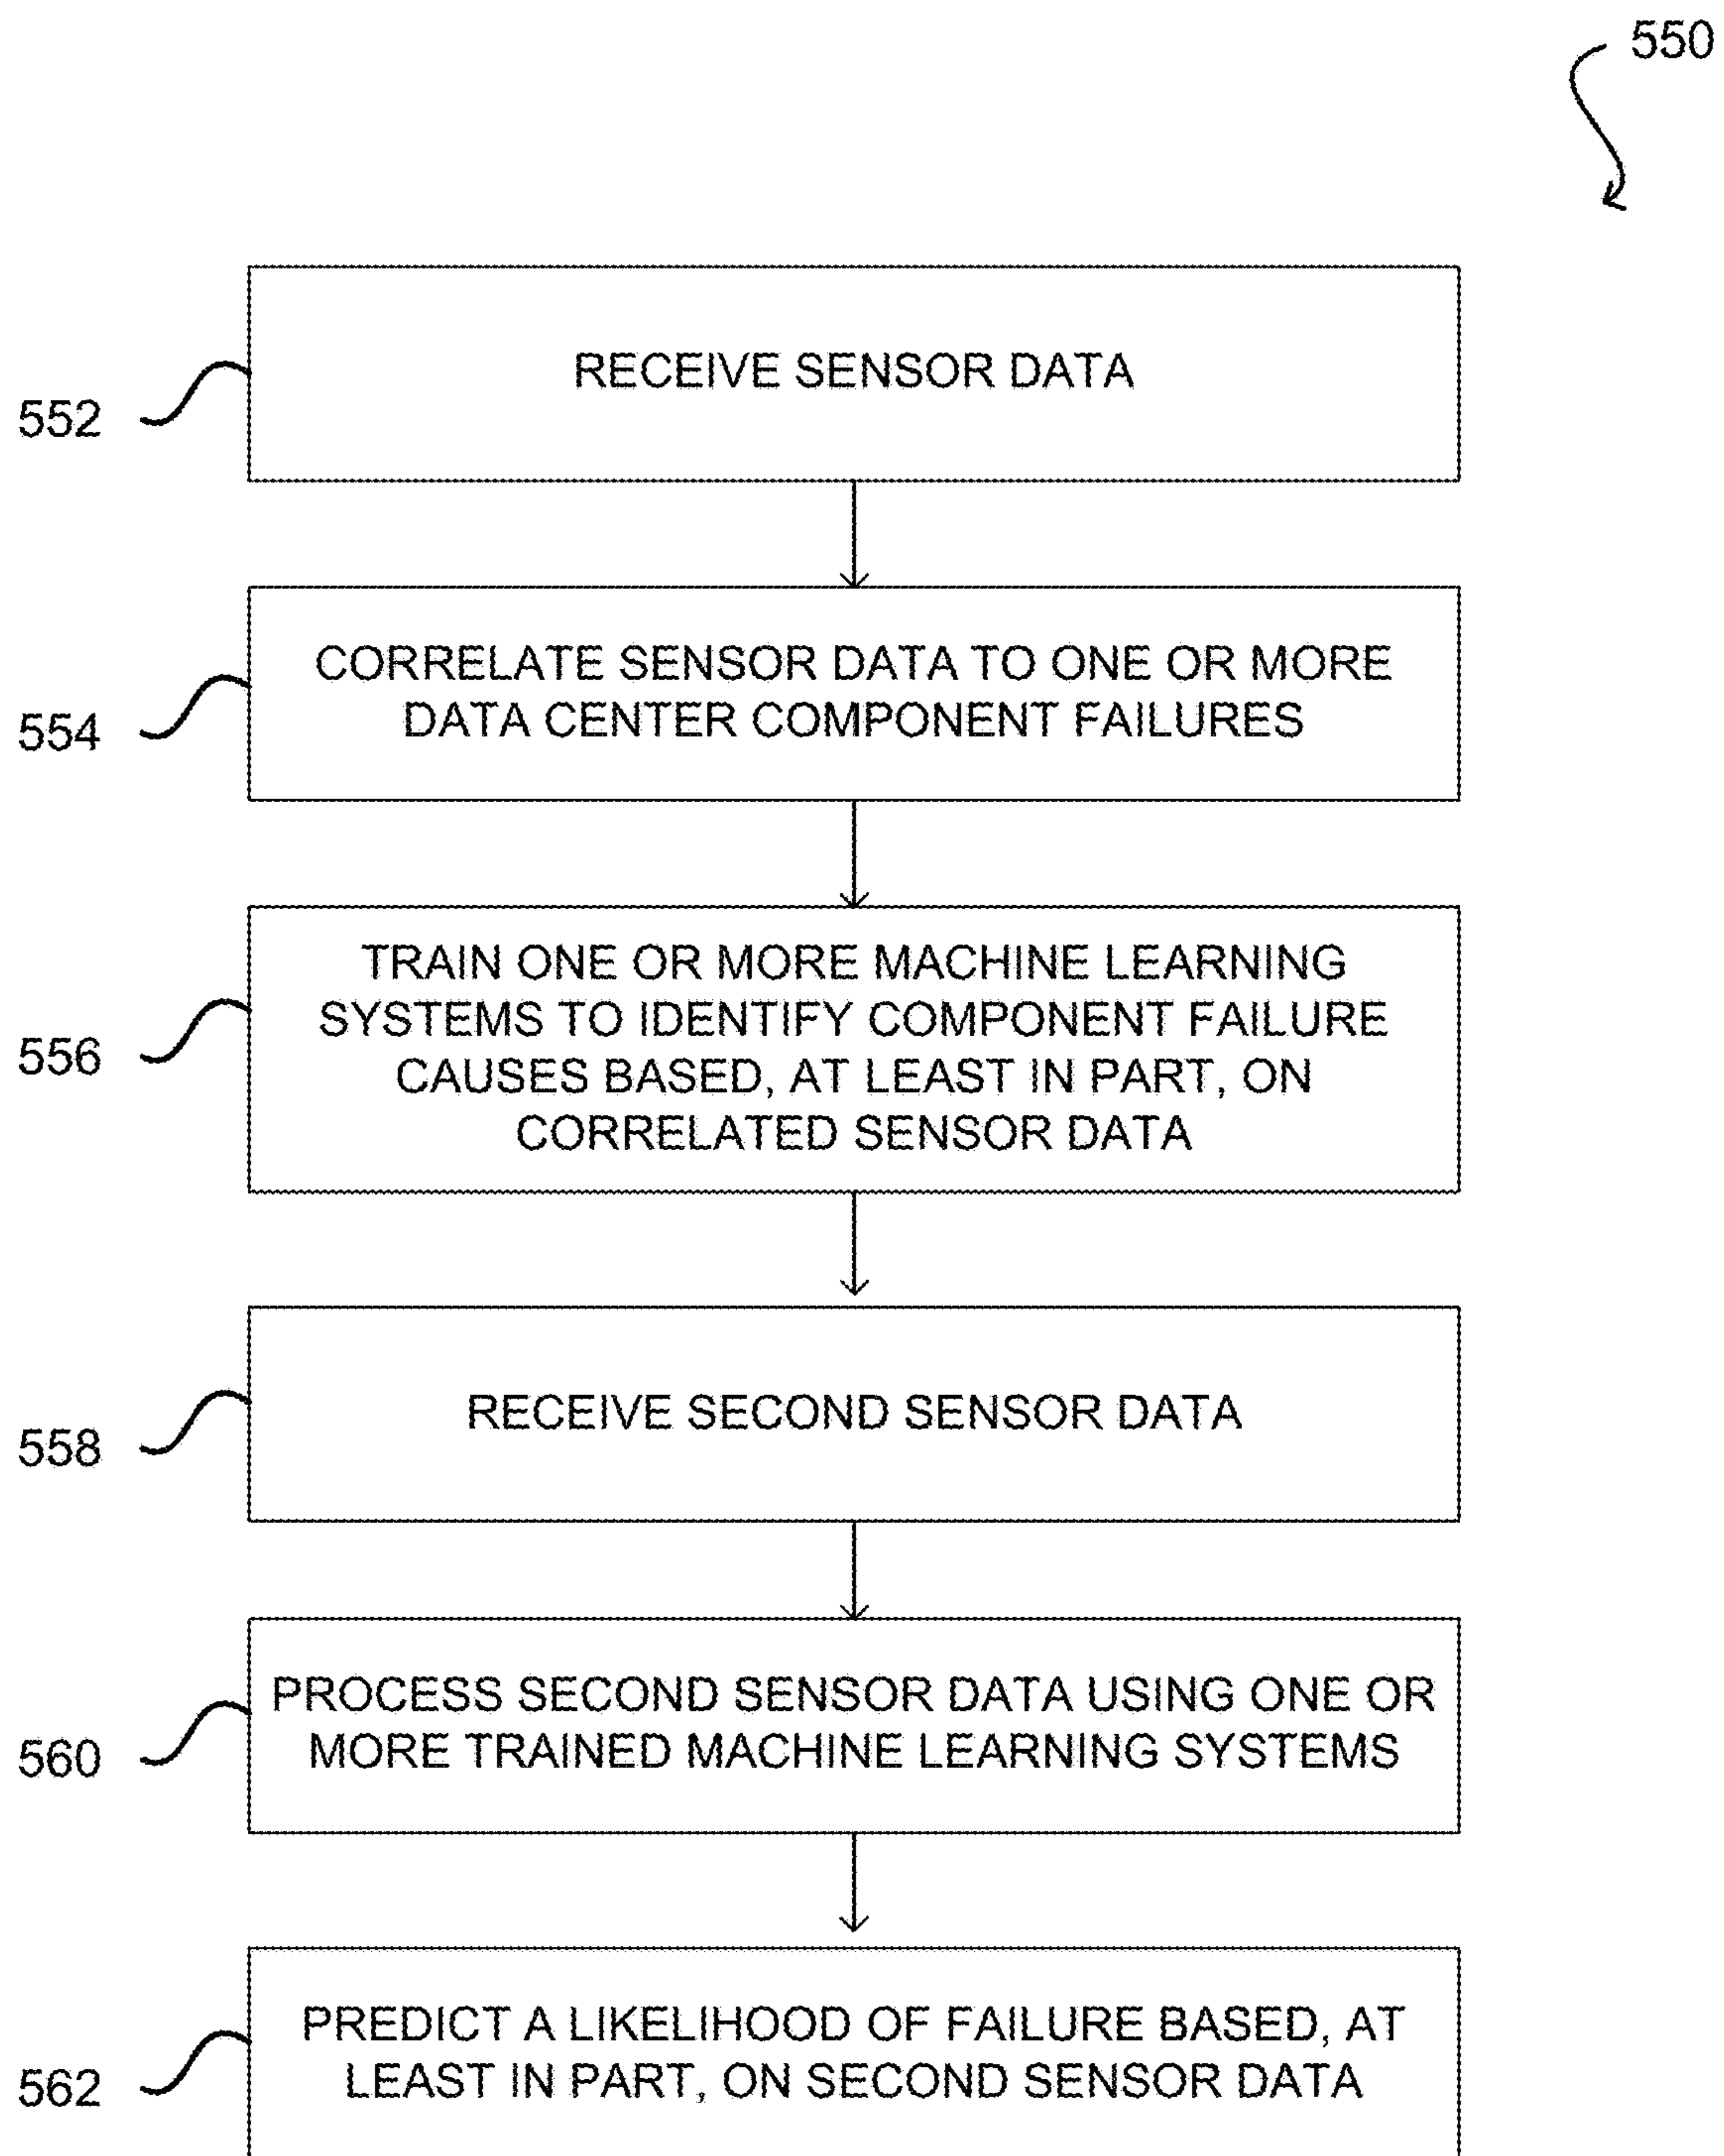 550
552
RECEIVE SENSOR DATA
554
CORRELATE SENSOR DATA TO ONE OR MORE
DATA CENTER COMPONENT FAILURES
556
TRAIN ONE OR MORE MACHINE LEARNING
SYSTEMS TO IDENTIFY COMPONENT FAILURE
CAUSES BASED, AT LEAST IN PART, ON
CORRELATED SENSOR DATA
558
RECEIVE SECOND SENSOR DATA
560
PROCESS SECOND SENSOR DATA USING ONE OR
MORE TRAINED MACHINE LEARNING SYSTEMS
562
PREDICT A LIKELIHOOD OF FAILURE BASED, AT
LEAST IN PART, ON SECOND SENSOR DATA